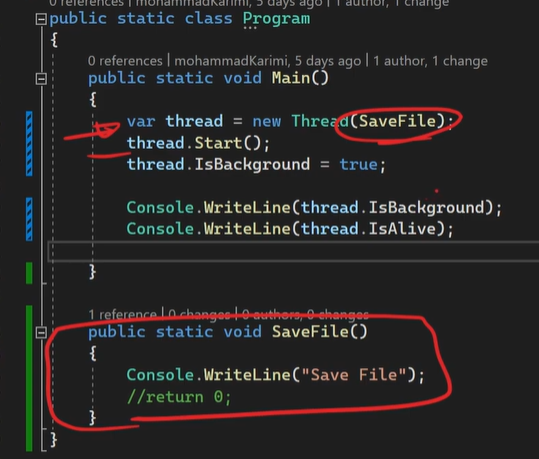 0 references | mohammadKarimi, 5 days ago | 1 author, 1 change
public static class Program
{
0 references | mohammadKarimi, 5 days ago | 1 author, 1 change
public static void Main()
{
var thread = new Thread(SaveFile);
thread.Start();
thread.IsBackground = true;
Console.WriteLine(thread.IsBackground);
Console.WriteLine(thread.IsAlive);
}
1 reference | 0 changes | 0 authors, 0 changes
public static void SaveFile()
{
Console.WriteLine("Save File");
//return 0;
}
}